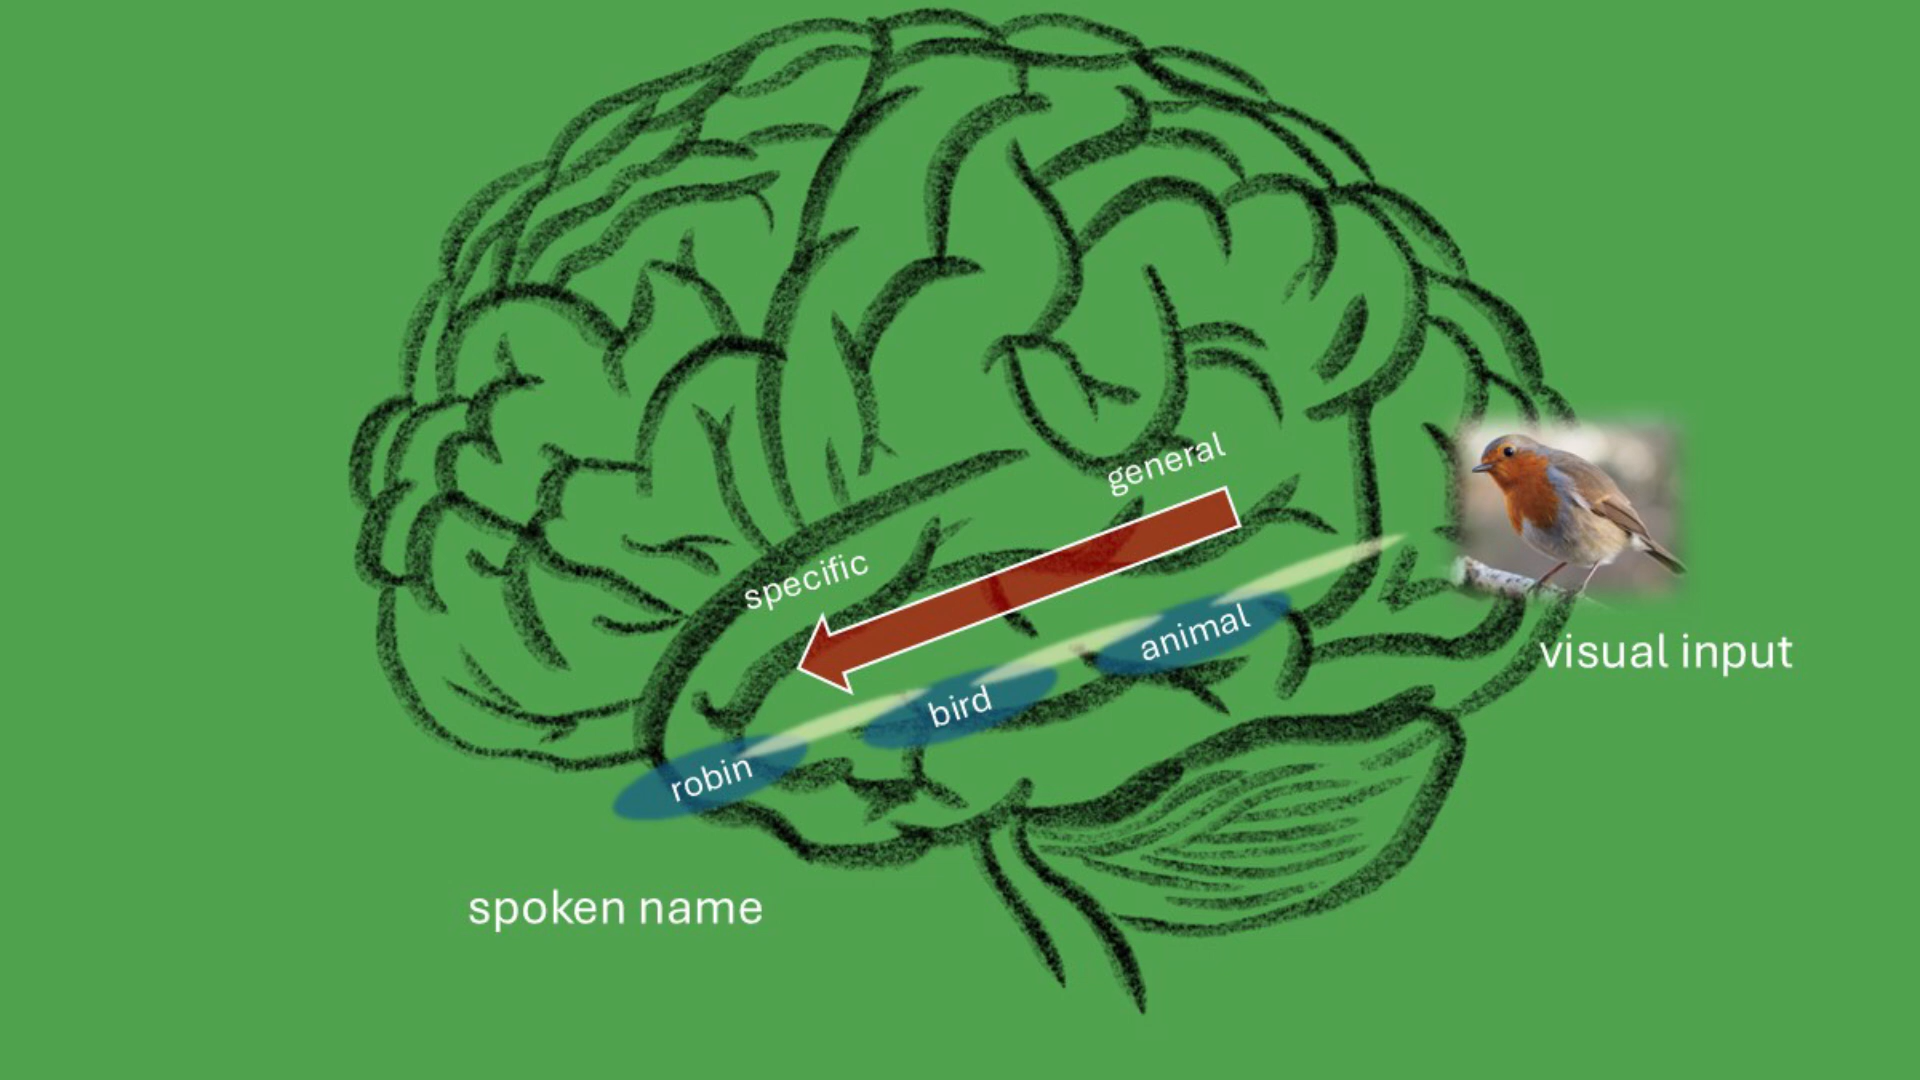 general
specific
animal
visual input
bird
robin
spoken name